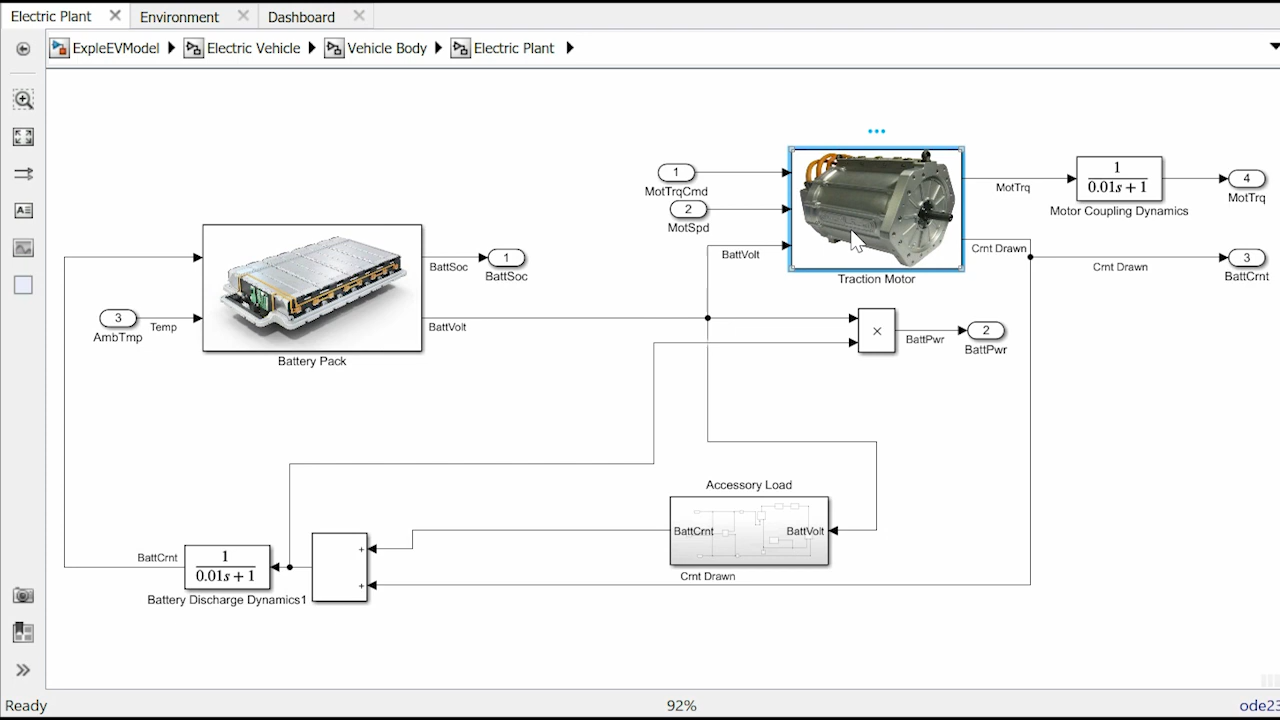 Electric Plant
Environment
Dashboard
ExpleEVModel
Electric Vehicle
Vehicle Body
Electric Plant
1
MotTrqCmd
2
MotSpd
BattVolt
Traction Motor
MotTrq
1
0.01s + 1
Motor Coupling Dynamics
4
MotTrq
Crnt Drawn
Crnt Drawn
3
BattCrnt
3
AmbTmp
Temp
Battery Pack
BattSoc
1
BattSoc
BattVolt
×
BattPwr
2
BattPwr
Accessory Load
BattCrnt
BattVolt
Crnt Drawn
BattCrnt
1
0.01s + 1
Battery Discharge Dynamics1
+
+
Ready
92%
ode23